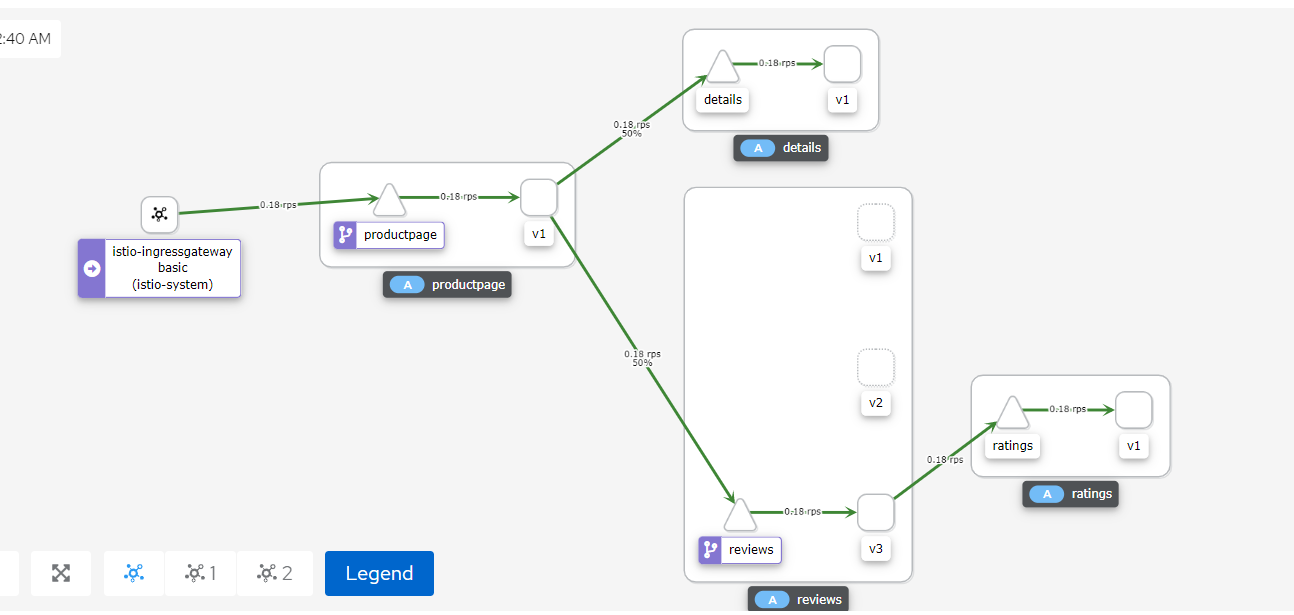 2:40 AM
0.18 rps
details
v1
0.18 rps
50%
A details
0.18 rps
0.18 rps
productpage
v1
istio-ingressgateway
basic
(istio-system)
A productpage
v1
0.18 rps
50%
v2
0.18 rps
ratings
v1
0.18 rps
A ratings
0.18 rps
reviews
v3
1
2
Legend
A reviews